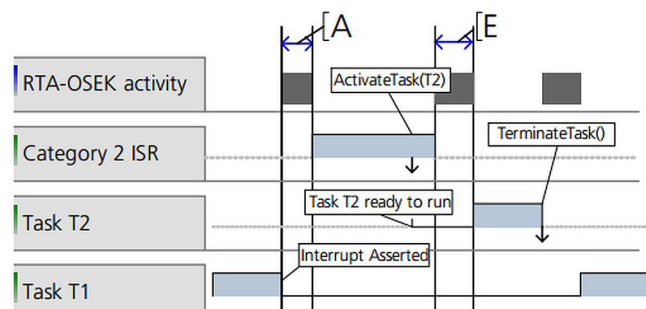 [A
[E
RTA-OSEK activity
ActivateTask(T2)
TerminateTask()
Category 2 ISR
Task T2 ready to run
Task T2
Interrupt Asserted
Task T1